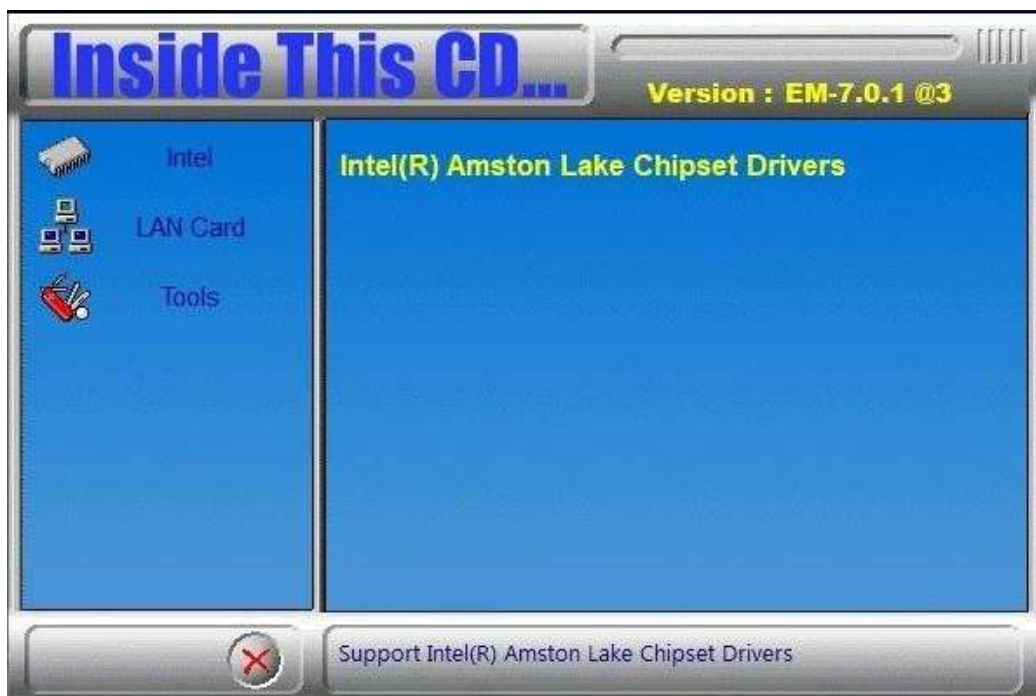 Inside This CD...
Version : EM-7.0.1 @3
Intel
LAN Card
Tools
Intel(R) Amston Lake Chipset Drivers
Support Intel(R) Amston Lake Chipset Drivers